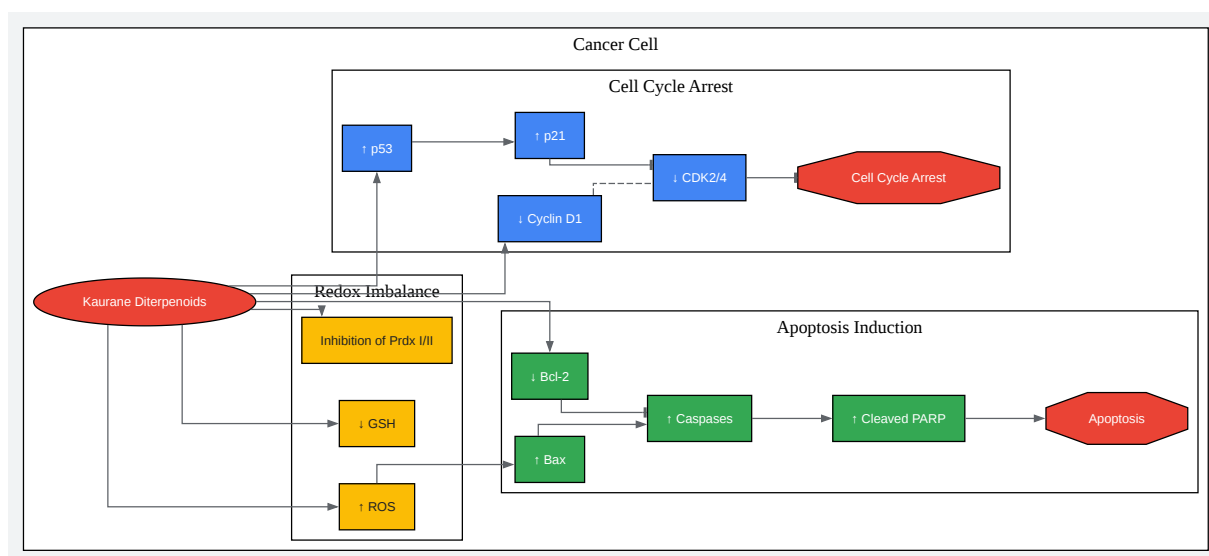 Cancer Cell
Cell Cycle Arrest
↑ p53
↑ p21
↓ CDK2/4
Cell Cycle Arrest
↓ Cyclin D1
Kaurane Diterpenoids
Redox Imbalance
Inhibition of Prdx I/II
↓ GSH
↑ ROS
Apoptosis Induction
↓ Bcl-2
↑ Bax
↑ Caspases
↑ Cleaved PARP
Apoptosis